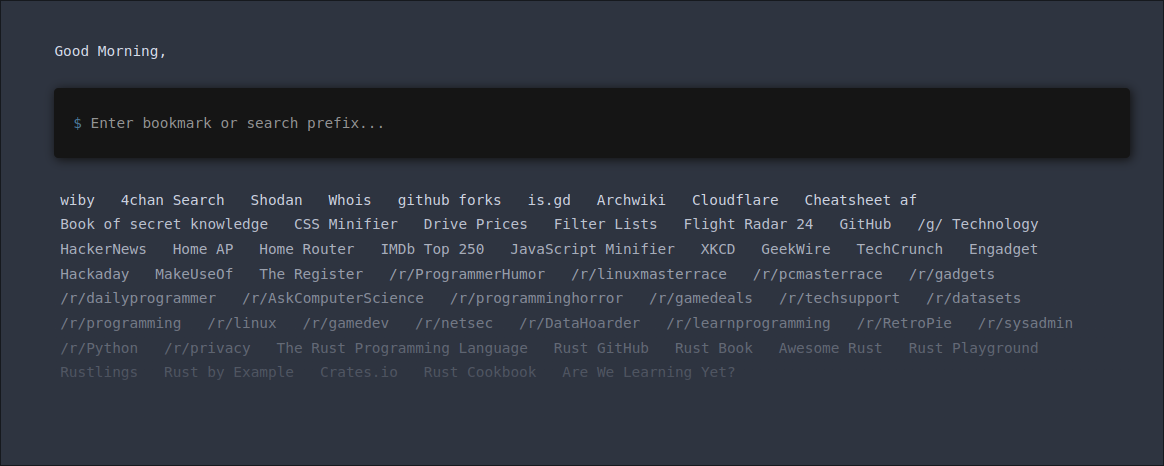 Good Morning,
$ Enter bookmark or search prefix...
wiby 4chan Search Shodan Whois github forks is.gd Archwiki Cloudflare Cheatsheet af
Book of secret knowledge CSS Minifier Drive Prices Filter Lists Flight Radar 24 GitHub /g/ Technology
HackerNews Home AP Home Router IMDb Top 250 JavaScript Minifier XKCD GeekWire TechCrunch Engadget
Hackaday MakeUseOf The Register /r/ProgrammerHumor /r/linuxmasterrace /r/pcmasterrace /r/gadgets
/r/dailyprogrammer /r/AskComputerScience /r/programminghorror /r/gamedeals /r/techsupport /r/datasets
/r/programming /r/linux /r/gamedev /r/netsec /r/DataHoarder /r/learnprogramming /r/RetroPie /r/sysadmin
/r/Python /r/privacy The Rust Programming Language Rust GitHub Rust Book Awesome Rust Rust Playground
Rustlings Rust by Example Crates.io Rust Cookbook Are We Learning Yet?